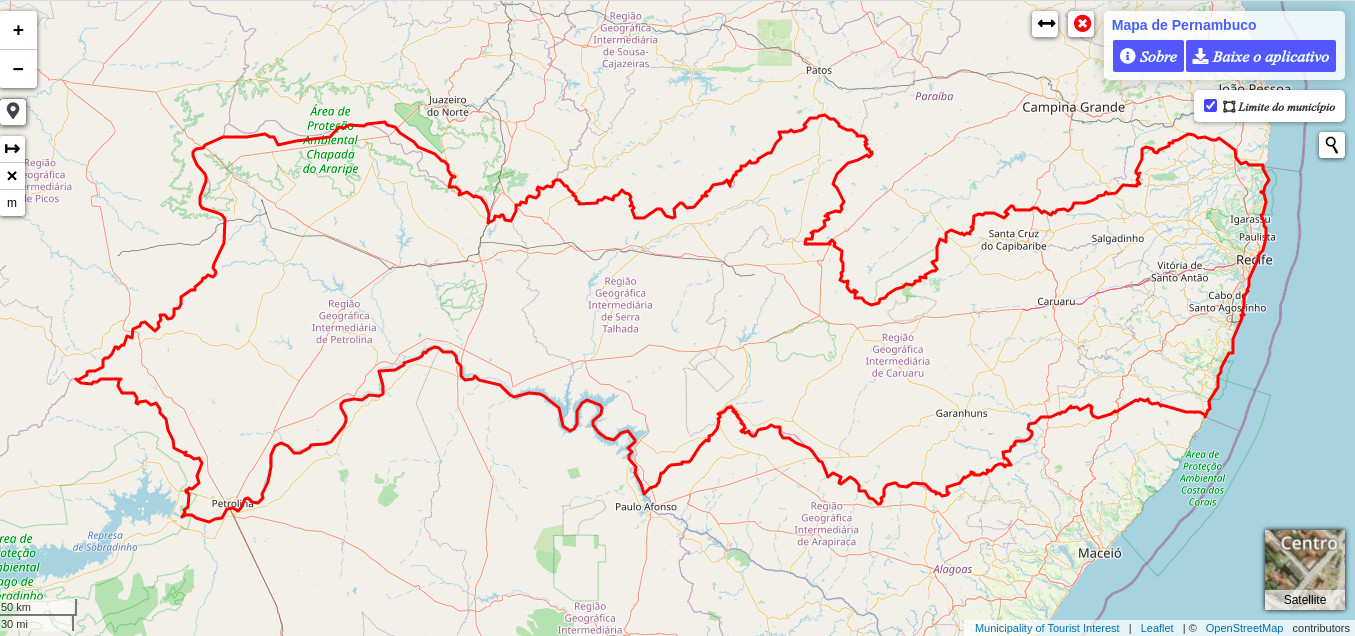 +
−
m
Região
Geográfica
Intermediária
de Sousa-
Cajazeiras
Patos
Paraíba
Campina Grande
João Pessoa
Mapa de Pernambuco
Sobre
Baixe o aplicativo
Limite do município
Juazeiro
do Norte
Área de
Proteção
Ambiental
Chapada
do Araripe
Região
eográfica
ermediária
de Picos
Igarassu
Paulista
Recife
Santa Cruz
do Capibaribe
Salgadinho
Vitória de
Santo Antão
Cabo de
Santo Agostinho
Caruaru
Região
Geográfica
Intermediária
de Serra
Talhada
Região
Geográfica
Intermediária
de Petrolina
Região
Geográfica
Intermediária
de Caruaru
Garanhuns
Área de
Proteção
Ambiental
Costa dos
Corais
Petrolina
Paulo Afonso
Região
Geográfica
Intermediária
de Arapiraca
Represa
de Sobradinho
rea de
roteção
mbiental
ago de
bradinho
Maceió
Alagoas
Centro
Satellite
Região
Geográfica
Intermediária
50 km
30 mi
Municipality of Tourist Interest | Leaflet | © OpenStreetMap contributors